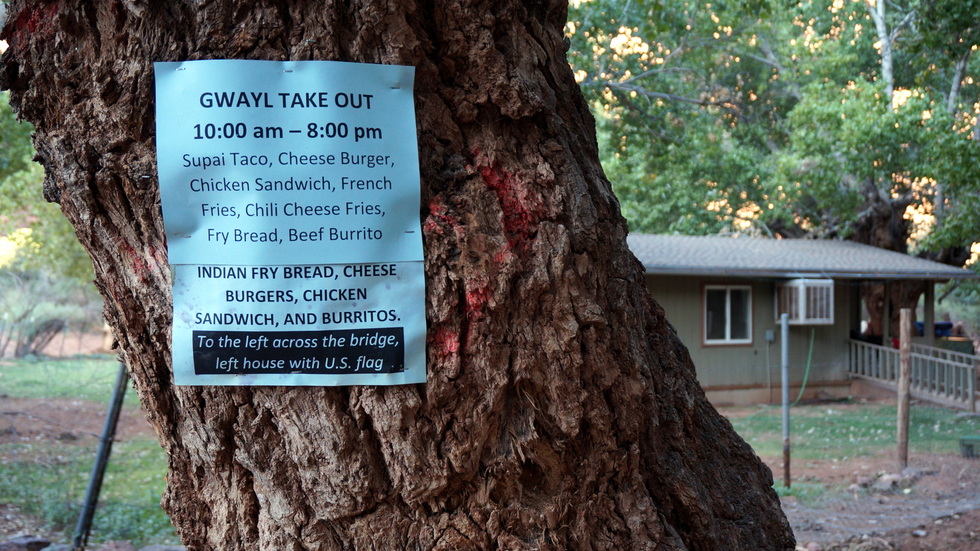 GWAYL TAKE OUT
10:00 am – 8:00 pm
Supai Taco, Cheese Burger,
Chicken Sandwich, French
Fries, Chili Cheese Fries,
Fry Bread, Beef Burrito
INDIAN FRY BREAD, CHEESE
BURGERS, CHICKEN
SANDWICH, AND BURRITOS.
To the left across the bridge,
left house with U.S. flag